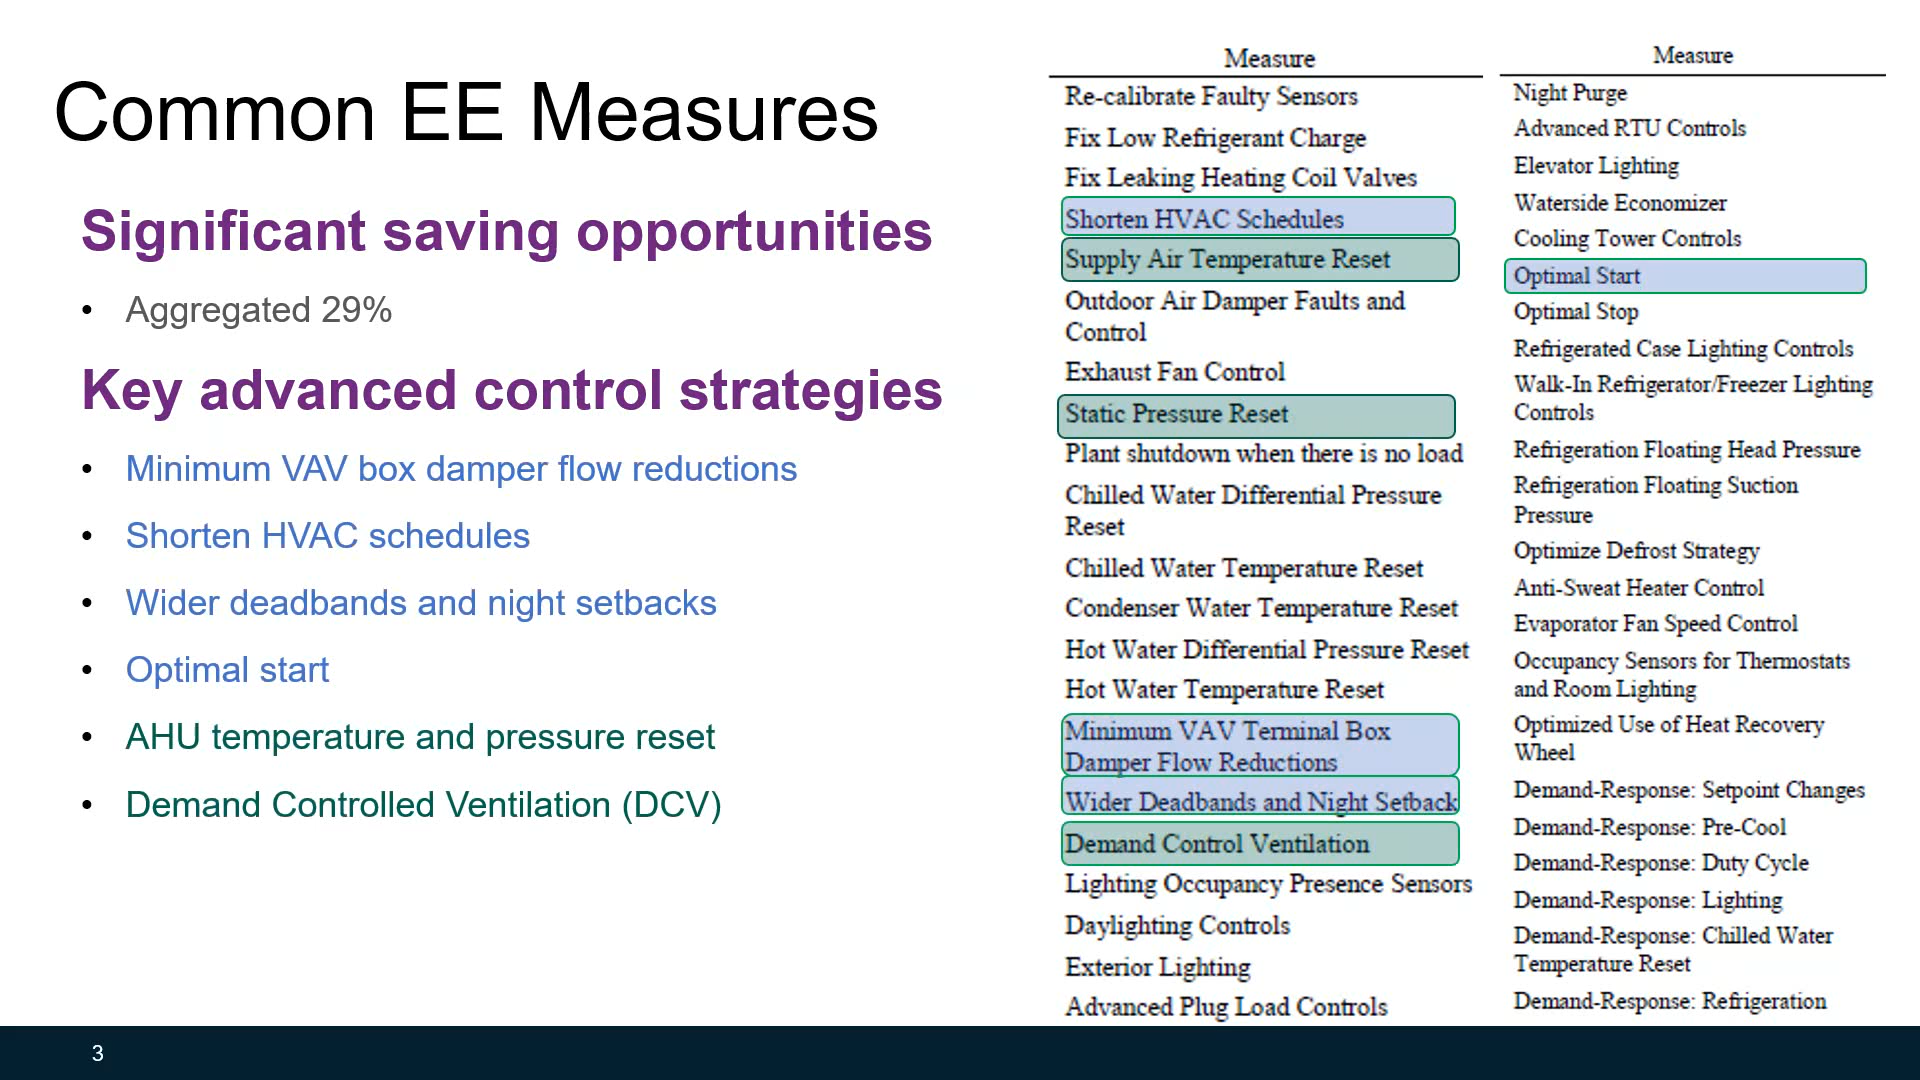 Common EE Measures
Significant saving opportunities
• Aggregated 29%
Key advanced control strategies
• Minimum VAV box damper flow reductions
• Shorten HVAC schedules
• Wider deadbands and night setbacks
• Optimal start
• AHU temperature and pressure reset
• Demand Controlled Ventilation (DCV)
Measure
Re-calibrate Faulty Sensors
Fix Low Refrigerant Charge
Fix Leaking Heating Coil Valves
Shorten HVAC Schedules
Supply Air Temperature Reset
Outdoor Air Damper Faults and
Control
Exhaust Fan Control
Static Pressure Reset
Plant shutdown when there is no load
Chilled Water Differential Pressure
Reset
Chilled Water Temperature Reset
Condenser Water Temperature Reset
Hot Water Differential Pressure Reset
Hot Water Temperature Reset
Minimum VAV Terminal Box
Damper Flow Reductions
Wider Deadbands and Night Setback
Demand Control Ventilation
Lighting Occupancy Presence Sensors
Daylighting Controls
Exterior Lighting
Advanced Plug Load Controls
Measure
Night Purge
Advanced RTU Controls
Elevator Lighting
Waterside Economizer
Cooling Tower Controls
Optimal Start
Optimal Stop
Refrigerated Case Lighting Controls
Walk-In Refrigerator/Freezer Lighting
Controls
Refrigeration Floating Head Pressure
Refrigeration Floating Suction
Pressure
Optimize Defrost Strategy
Anti-Sweat Heater Control
Evaporator Fan Speed Control
Occupancy Sensors for Thermostats
and Room Lighting
Optimized Use of Heat Recovery
Wheel
Demand-Response: Setpoint Changes
Demand-Response: Pre-Cool
Demand-Response: Duty Cycle
Demand-Response: Lighting
Demand-Response: Chilled Water
Temperature Reset
Demand-Response: Refrigeration
3